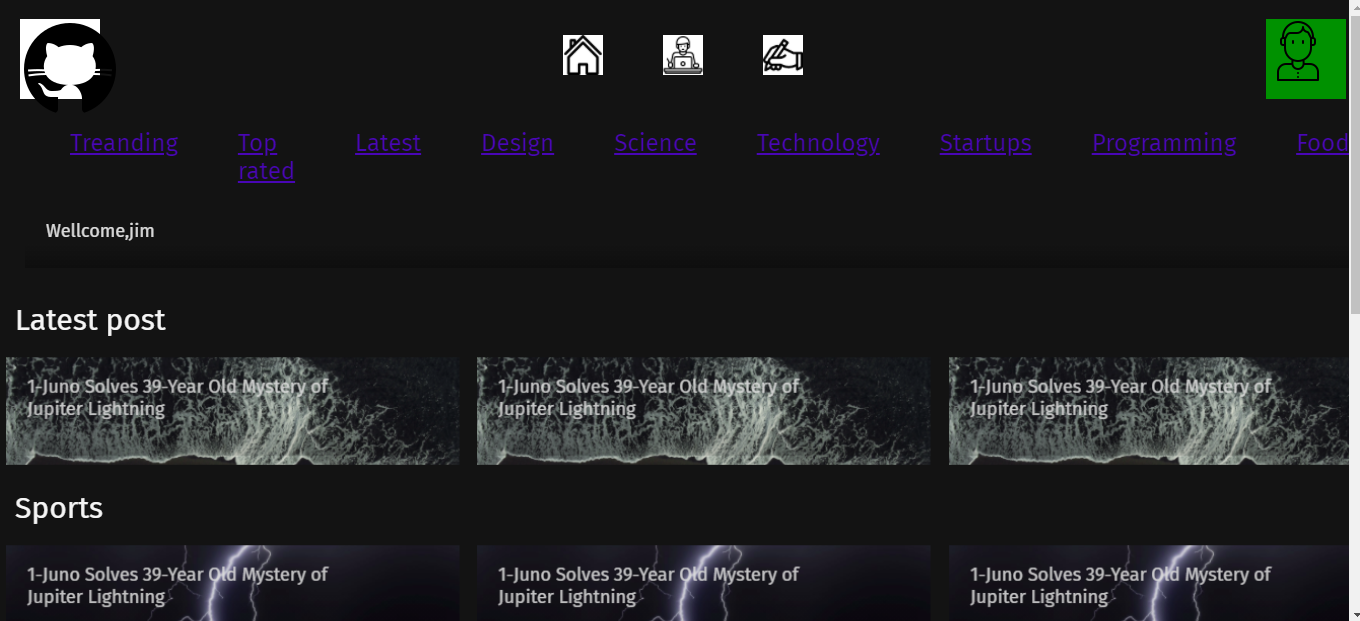 Treanding Top rated Latest Design Science Technology Startups Programming Food
Wellcome,jim
Latest post
1-Juno Solves 39-Year Old Mystery of
Jupiter Lightning
1-Juno Solves 39-Year Old Mystery of
Jupiter Lightning
1-Juno Solves 39-Year Old Mystery of
Jupiter Lightning
Sports
1-Juno Solves 39-Year Old Mystery of
Jupiter Lightning
1-Juno Solves 39-Year Old Mystery of
Jupiter Lightning
1-Juno Solves 39-Year Old Mystery of
Jupiter Lightning